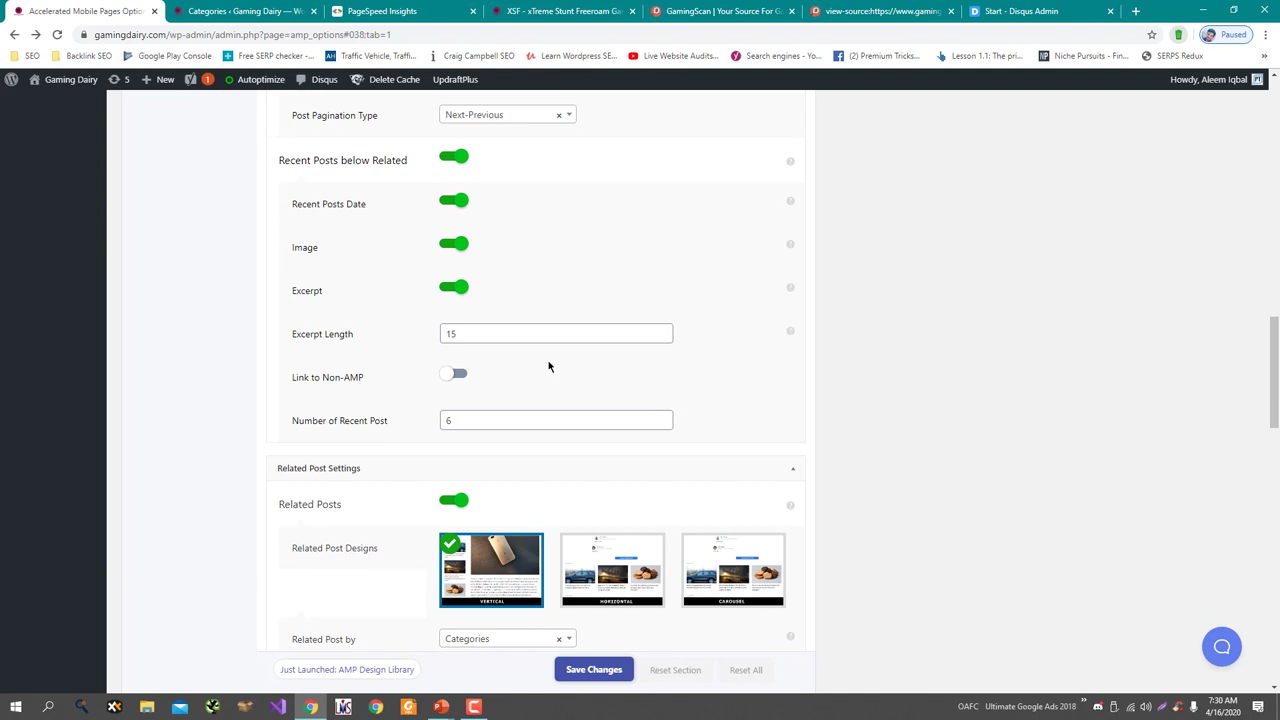 Accelerated Mobile Pages Optio
Categories ‹ Gaming Dairy — Wo
PageSpeed Insights
XSF - xTreme Stunt Freeroam Ga
GamingScan | Your Source For G
view-source:https://www.gaming
Start - Disqus Admin
gamingdairy.com/wp-admin/admin.php?page=amp_options#038;tab=1
Paused
SEO
Backlink SEO
Google Play Console
Free SERP checker -...
Traffic Vehicle, Traffi...
Craig Campbell SEO
Learn Wordpress SE...
Live Website Audits...
Search engines - Yo...
(7) Premium Tricks...
Lesson 1.1: The pri...
Niche Pursuits - Fin...
SERPS Redux
Gaming Dairy
5
New
1
Autoptimize
Disqus
Delete Cache
UpdraftPlus
Howdy, Aleem Iqbal
Post Pagination Type
Next-Previous
Recent Posts below Related
Recent Posts Date
Image
Excerpt
Excerpt Length
15
Link to Non-AMP
Number of Recent Post
6
Related Post Settings
Related Posts
Related Post Designs
VERTICAL
HORIZONTAL
CAROUSEL
Related Post by
Categories
Just Launched: AMP Design Library
Save Changes
Reset Section
Reset All
OAFC
Ultimate Google Ads 2018
7:30 AM
4/16/2020